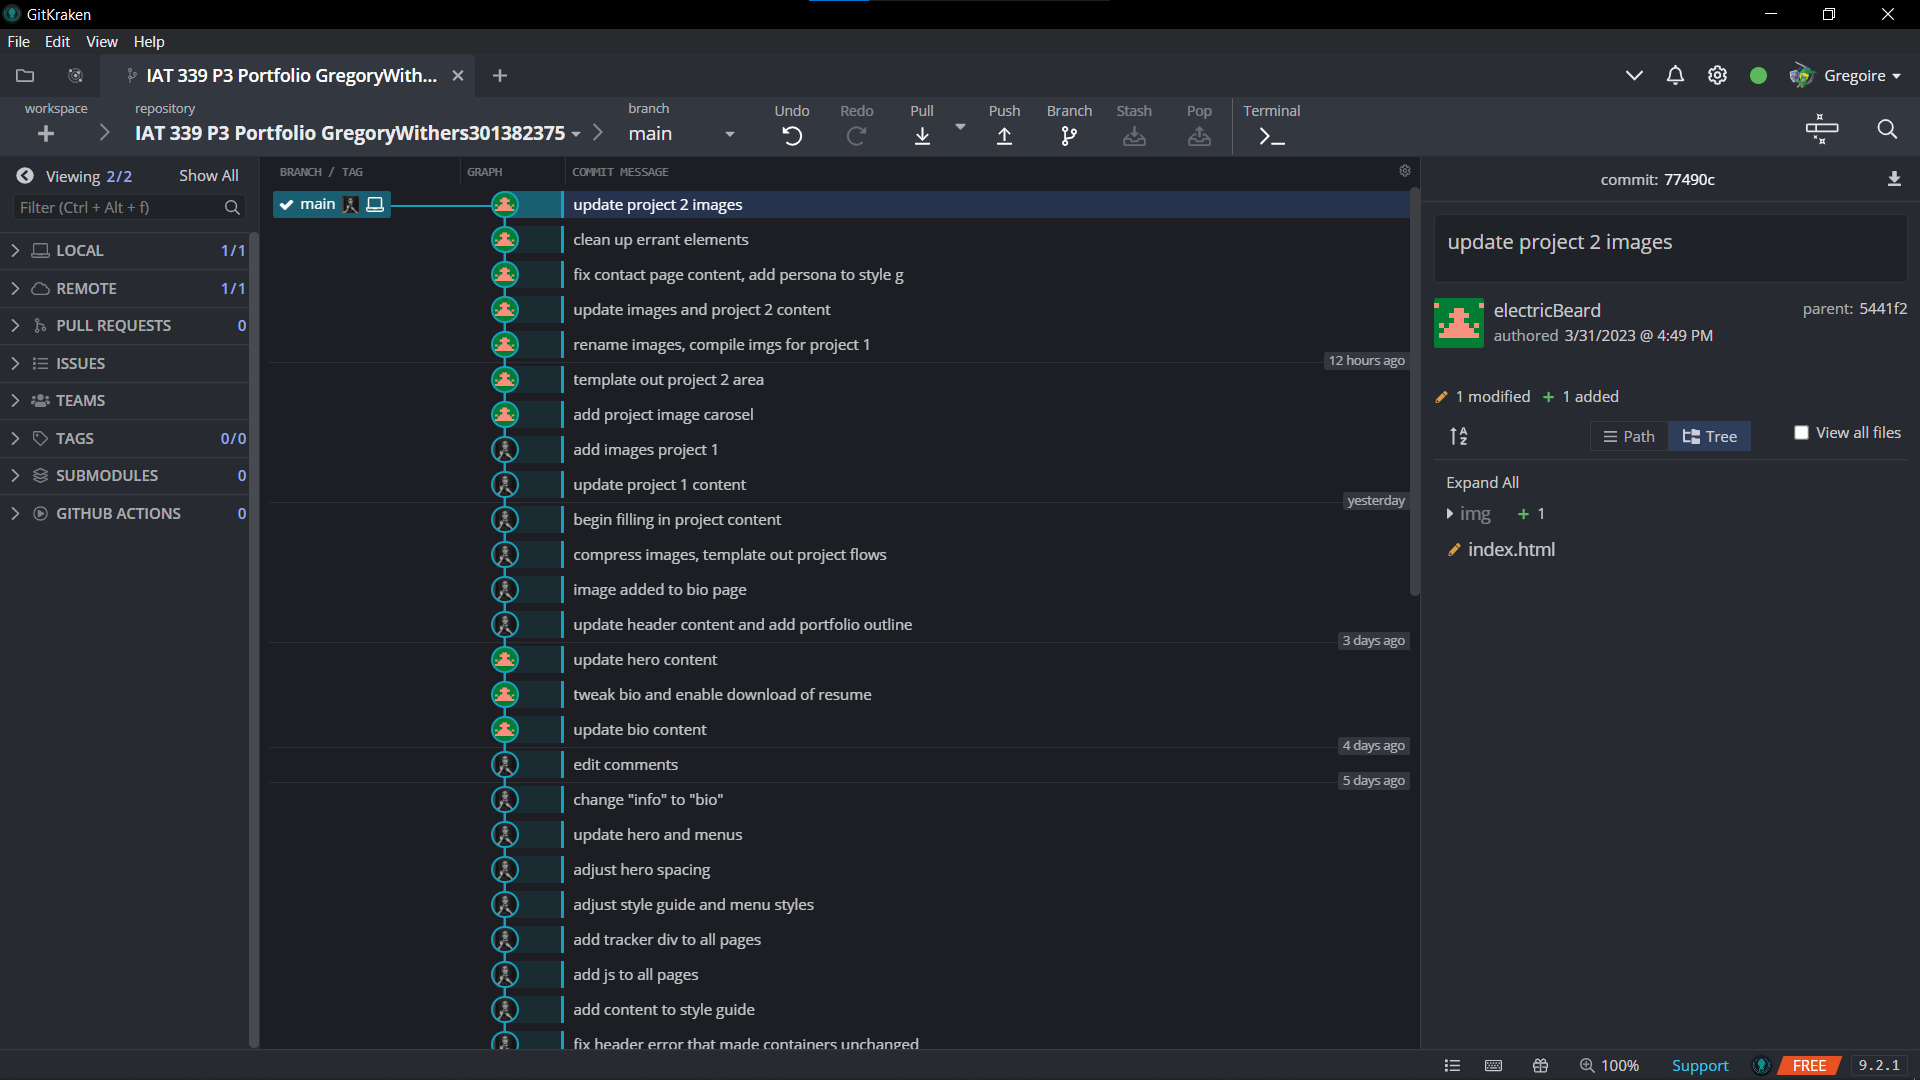 GitKraken
File Edit View Help
IAT 339 P3 Portfolio GregoryWith...
Gregoire
workspace
repository
IAT 339 P3 Portfolio GregoryWithers301382375
branch
main
Undo
Redo
Pull
Push
Branch
Stash
Pop
Terminal
Viewing 2/2 Show All
Filter (Ctrl + Alt + f)
LOCAL 1/1
REMOTE 1/1
PULL REQUESTS 0
ISSUES
TEAMS
TAGS 0/0
SUBMODULES 0
GITHUB ACTIONS 0
BRANCH / TAG GRAPH COMMIT MESSAGE
main update project 2 images
clean up errant elements
fix contact page content, add persona to style g
update images and project 2 content
rename images, compile imgs for project 1
12 hours ago
template out project 2 area
add project image carosel
add images project 1
update project 1 content
yesterday
begin filling in project content
compress images, template out project flows
image added to bio page
update header content and add portfolio outline
3 days ago
update hero content
tweak bio and enable download of resume
update bio content
4 days ago
edit comments
5 days ago
change "info" to "bio"
update hero and menus
adjust hero spacing
adjust style guide and menu styles
add tracker div to all pages
add js to all pages
add content to style guide
fix header error that made containers unchanged
commit: 77490c
update project 2 images
electricBeard
authored 3/31/2023 @ 4:49 PM
parent: 5441f2
1 modified + 1 added
Path Tree
View all files
Expand All
img + 1
index.html
100% Support FREE 9.2.1